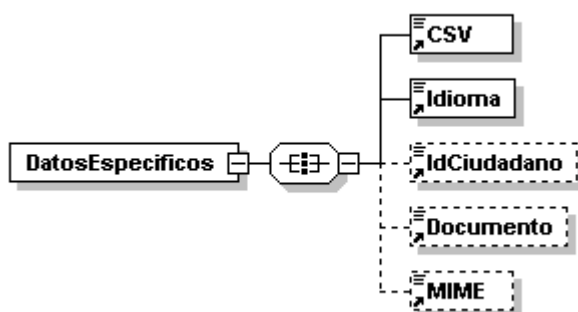 CSV
Idioma
DatosEspecificos
IdCiudadano
Documento
MIME